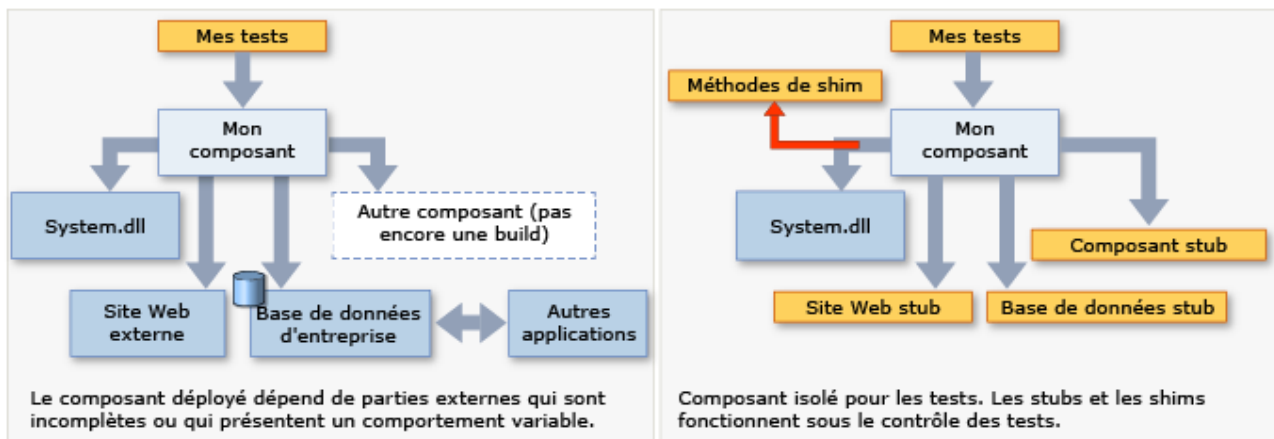 Mes tests
Mon
composant
System.dll
Autre composant (pas
encore une build)
Site Web
externe
Base de données
d'entreprise
Autres
applications
Le composant déployé dépend de parties externes qui sont
incomplètes ou qui présentent un comportement variable.
Mes tests
Méthodes de shim
Mon
composant
System.dll
Composant stub
Site Web stub
Base de données stub
Composant isolé pour les tests. Les stubs et les shims
fonctionnent sous le contrôle des tests.